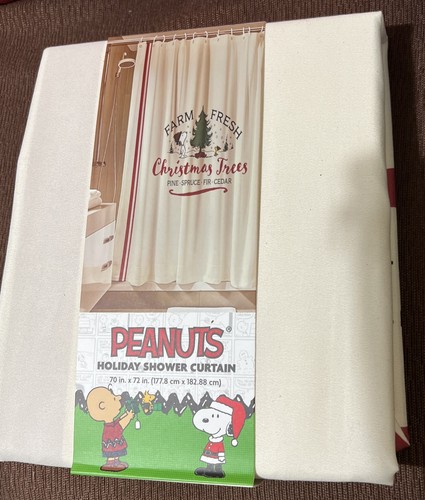 FARM FRESH
Christmas Trees
PINE·SPRUCE·FIR·CEDAR
PEANUTS®
HOLIDAY SHOWER CURTAIN
70 in. x 72 in. (177.8 cm x 182.88 cm)